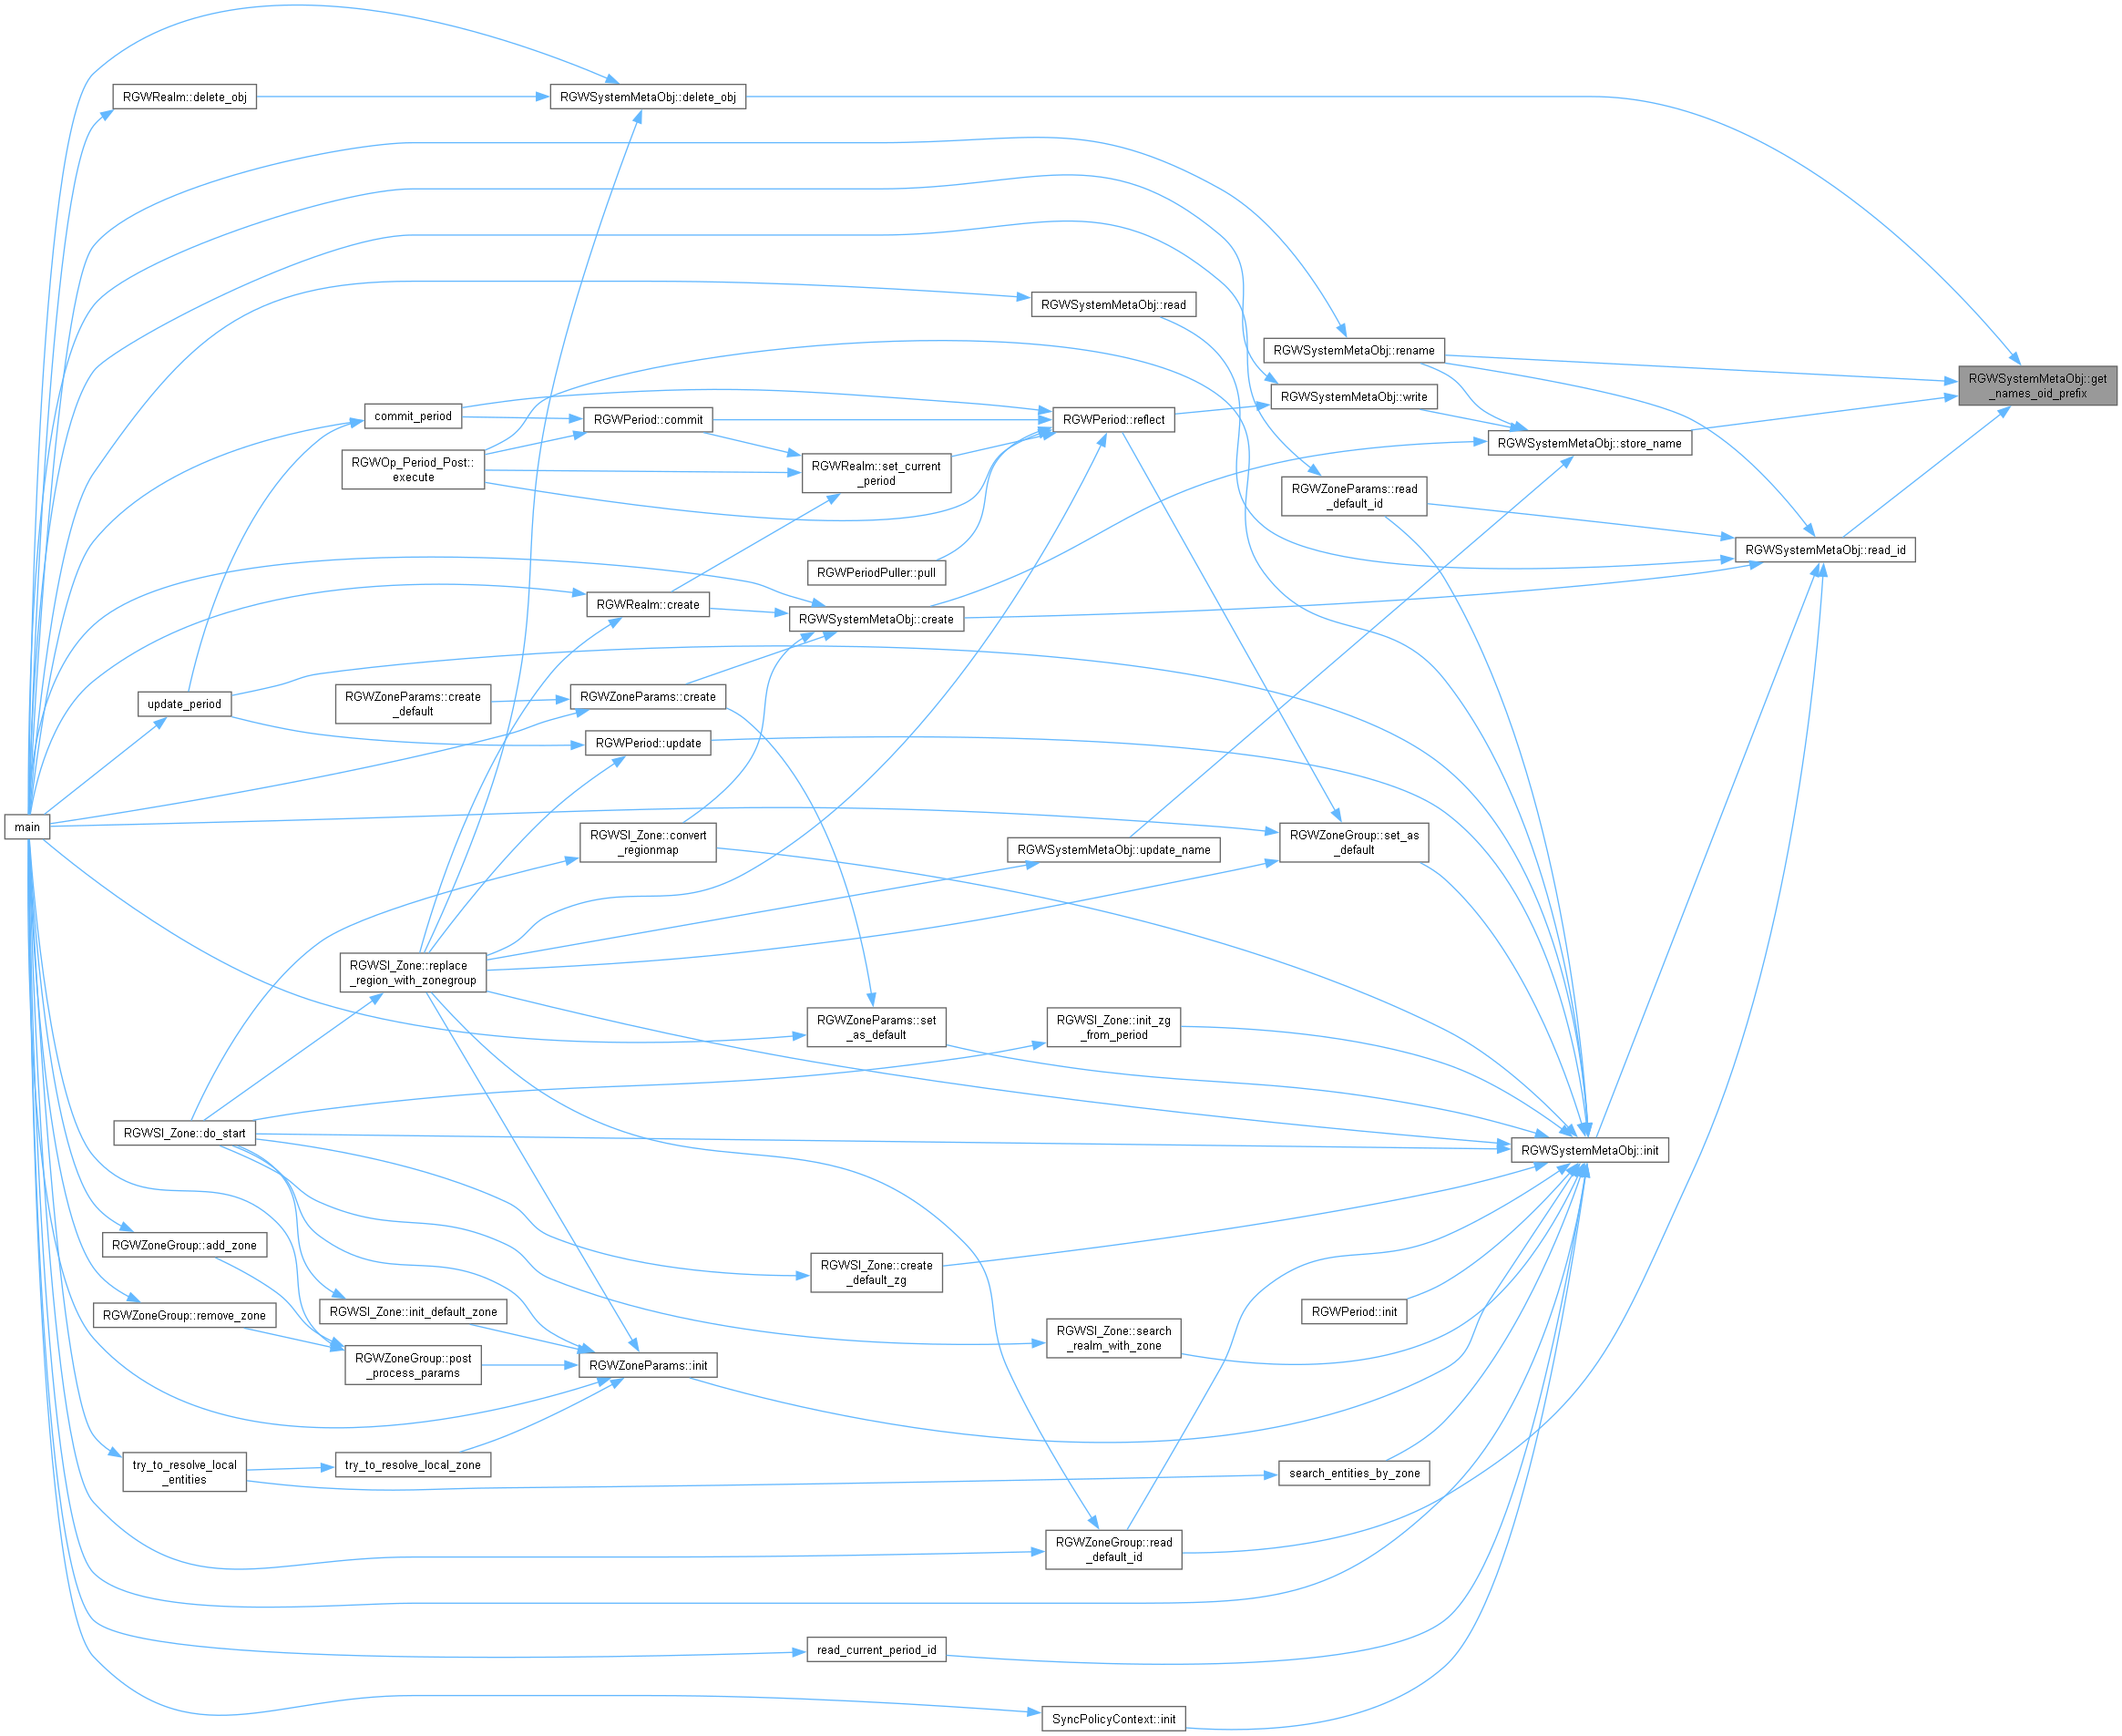 RGWRealm::delete_obj
RGWSystemMetaObj::delete_obj
RGWSystemMetaObj::read
RGWSystemMetaObj::rename
RGWSystemMetaObj::get
_names_oid_prefix
RGWSystemMetaObj::write
commit_period
RGWPeriod::commit
RGWPeriod::reflect
RGWSystemMetaObj::store_name
RGWOp_Period_Post::
execute
RGWRealm::set_current
_period
RGWZoneParams::read
_default_id
RGWSystemMetaObj::read_id
RGWPeriodPuller::pull
RGWRealm::create
RGWSystemMetaObj::create
update_period
RGWZoneParams::create
_default
RGWZoneParams::create
RGWPeriod::update
main
RGWSI_Zone::convert
_regionmap
RGWSystemMetaObj::update_name
RGWZoneGroup::set_as
_default
RGWSI_Zone::replace
_region_with_zonegroup
RGWZoneParams::set
_as_default
RGWSI_Zone::init_zg
_from_period
RGWSI_Zone::do_start
RGWSystemMetaObj::init
RGWZoneGroup::add_zone
RGWSI_Zone::create
_default_zg
RGWZoneGroup::remove_zone
RGWSI_Zone::init_default_zone
RGWPeriod::init
RGWSI_Zone::search
_realm_with_zone
RGWZoneGroup::post
_process_params
RGWZoneParams::init
try_to_resolve_local
_entities
try_to_resolve_local_zone
search_entities_by_zone
RGWZoneGroup::read
_default_id
read_current_period_id
SyncPolicyContext::init